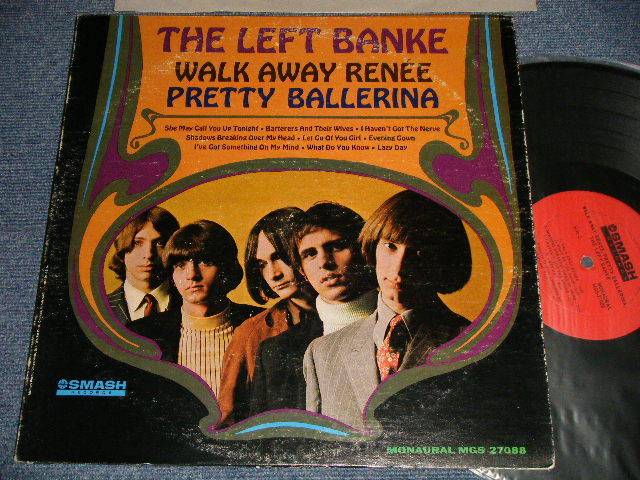 THE LEFT BANKE
WALK AWAY RENÉE
PRETTY BALLERINA
She May Call You Up Tonight • Barterers And Their Wives • I Haven't Got The Nerve
Shadows Breaking Over My Head • Let Go Of You Girl • Evening Gown
I've Got Something On My Mind • What Do You Know • Lazy Day
SMASH
RECORDS
MONAURAL MGS 27088
SMASH